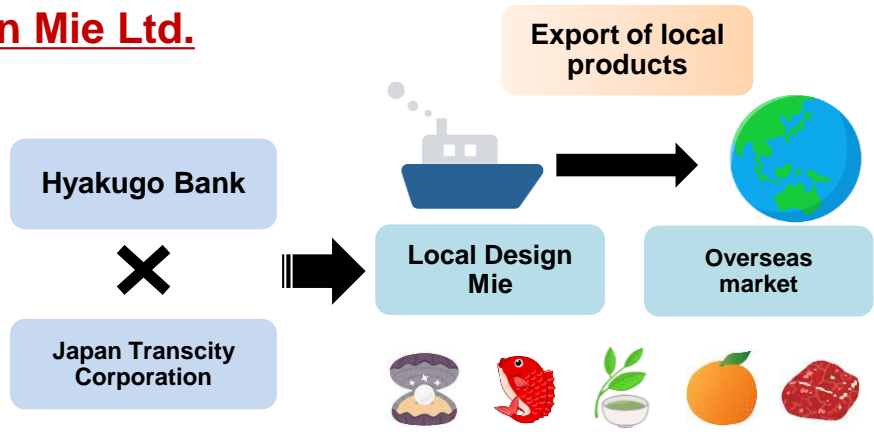 n Mie Ltd.
Export of local
products
Hyakugo Bank
Local Design
Mie
Overseas
market
Japan Transcity
Corporation